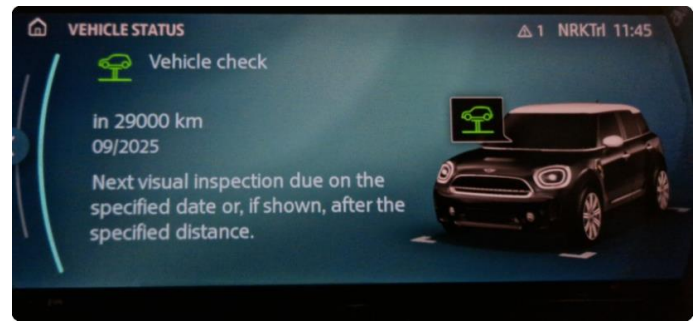 VEHICLE STATUS
1 NRKTrl 11:45
Vehicle check
in 29000 km
09/2025
Next visual inspection due on the
specified date or, if shown, after the
specified distance.